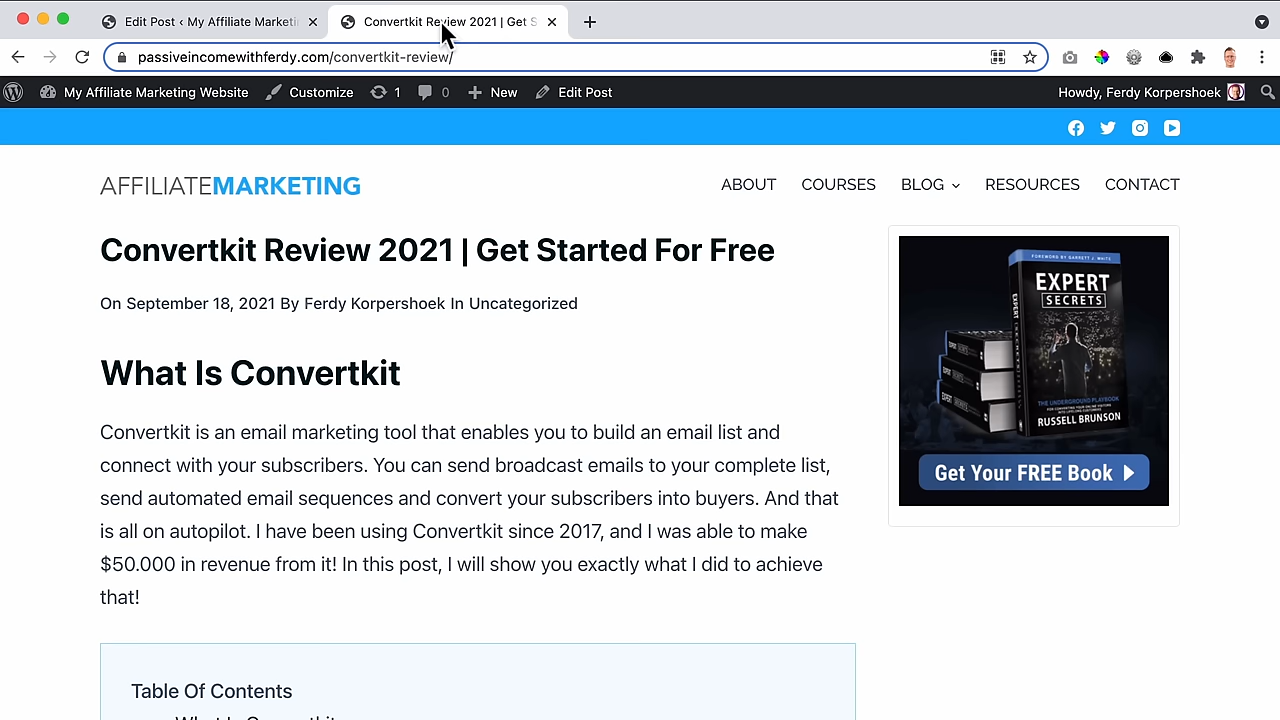 Edit Post ‹ My Affiliate Marketi
Convertkit Review 2021 | Get S
passiveincomewithferdy.com/convertkit-review/
My Affiliate Marketing Website
Customize
1
0
New
Edit Post
Howdy, Ferdy Korpershoek
AFFILIATEMARKETING
ABOUT
COURSES
BLOG
RESOURCES
CONTACT
Convertkit Review 2021 | Get Started For Free
On September 18, 2021 By Ferdy Korpershoek In Uncategorized
What Is Convertkit
Convertkit is an email marketing tool that enables you to build an email list and
connect with your subscribers. You can send broadcast emails to your complete list,
send automated email sequences and convert your subscribers into buyers. And that
is all on autopilot. I have been using Convertkit since 2017, and I was able to make
$50.000 in revenue from it! In this post, I will show you exactly what I did to achieve
that!
Table Of Contents
What Is Convertkit
FOREWORD BY GARRETT J. WHITE
EXPERT
SECRETS
EXPERT SECRETS
THE UNDERGROUND PLAYBOOK
FOR CONVERTING YOUR ONLINE VISITORS
INTO LIFELONG CUSTOMERS
RUSSELL BRUNSON
Get Your FREE Book